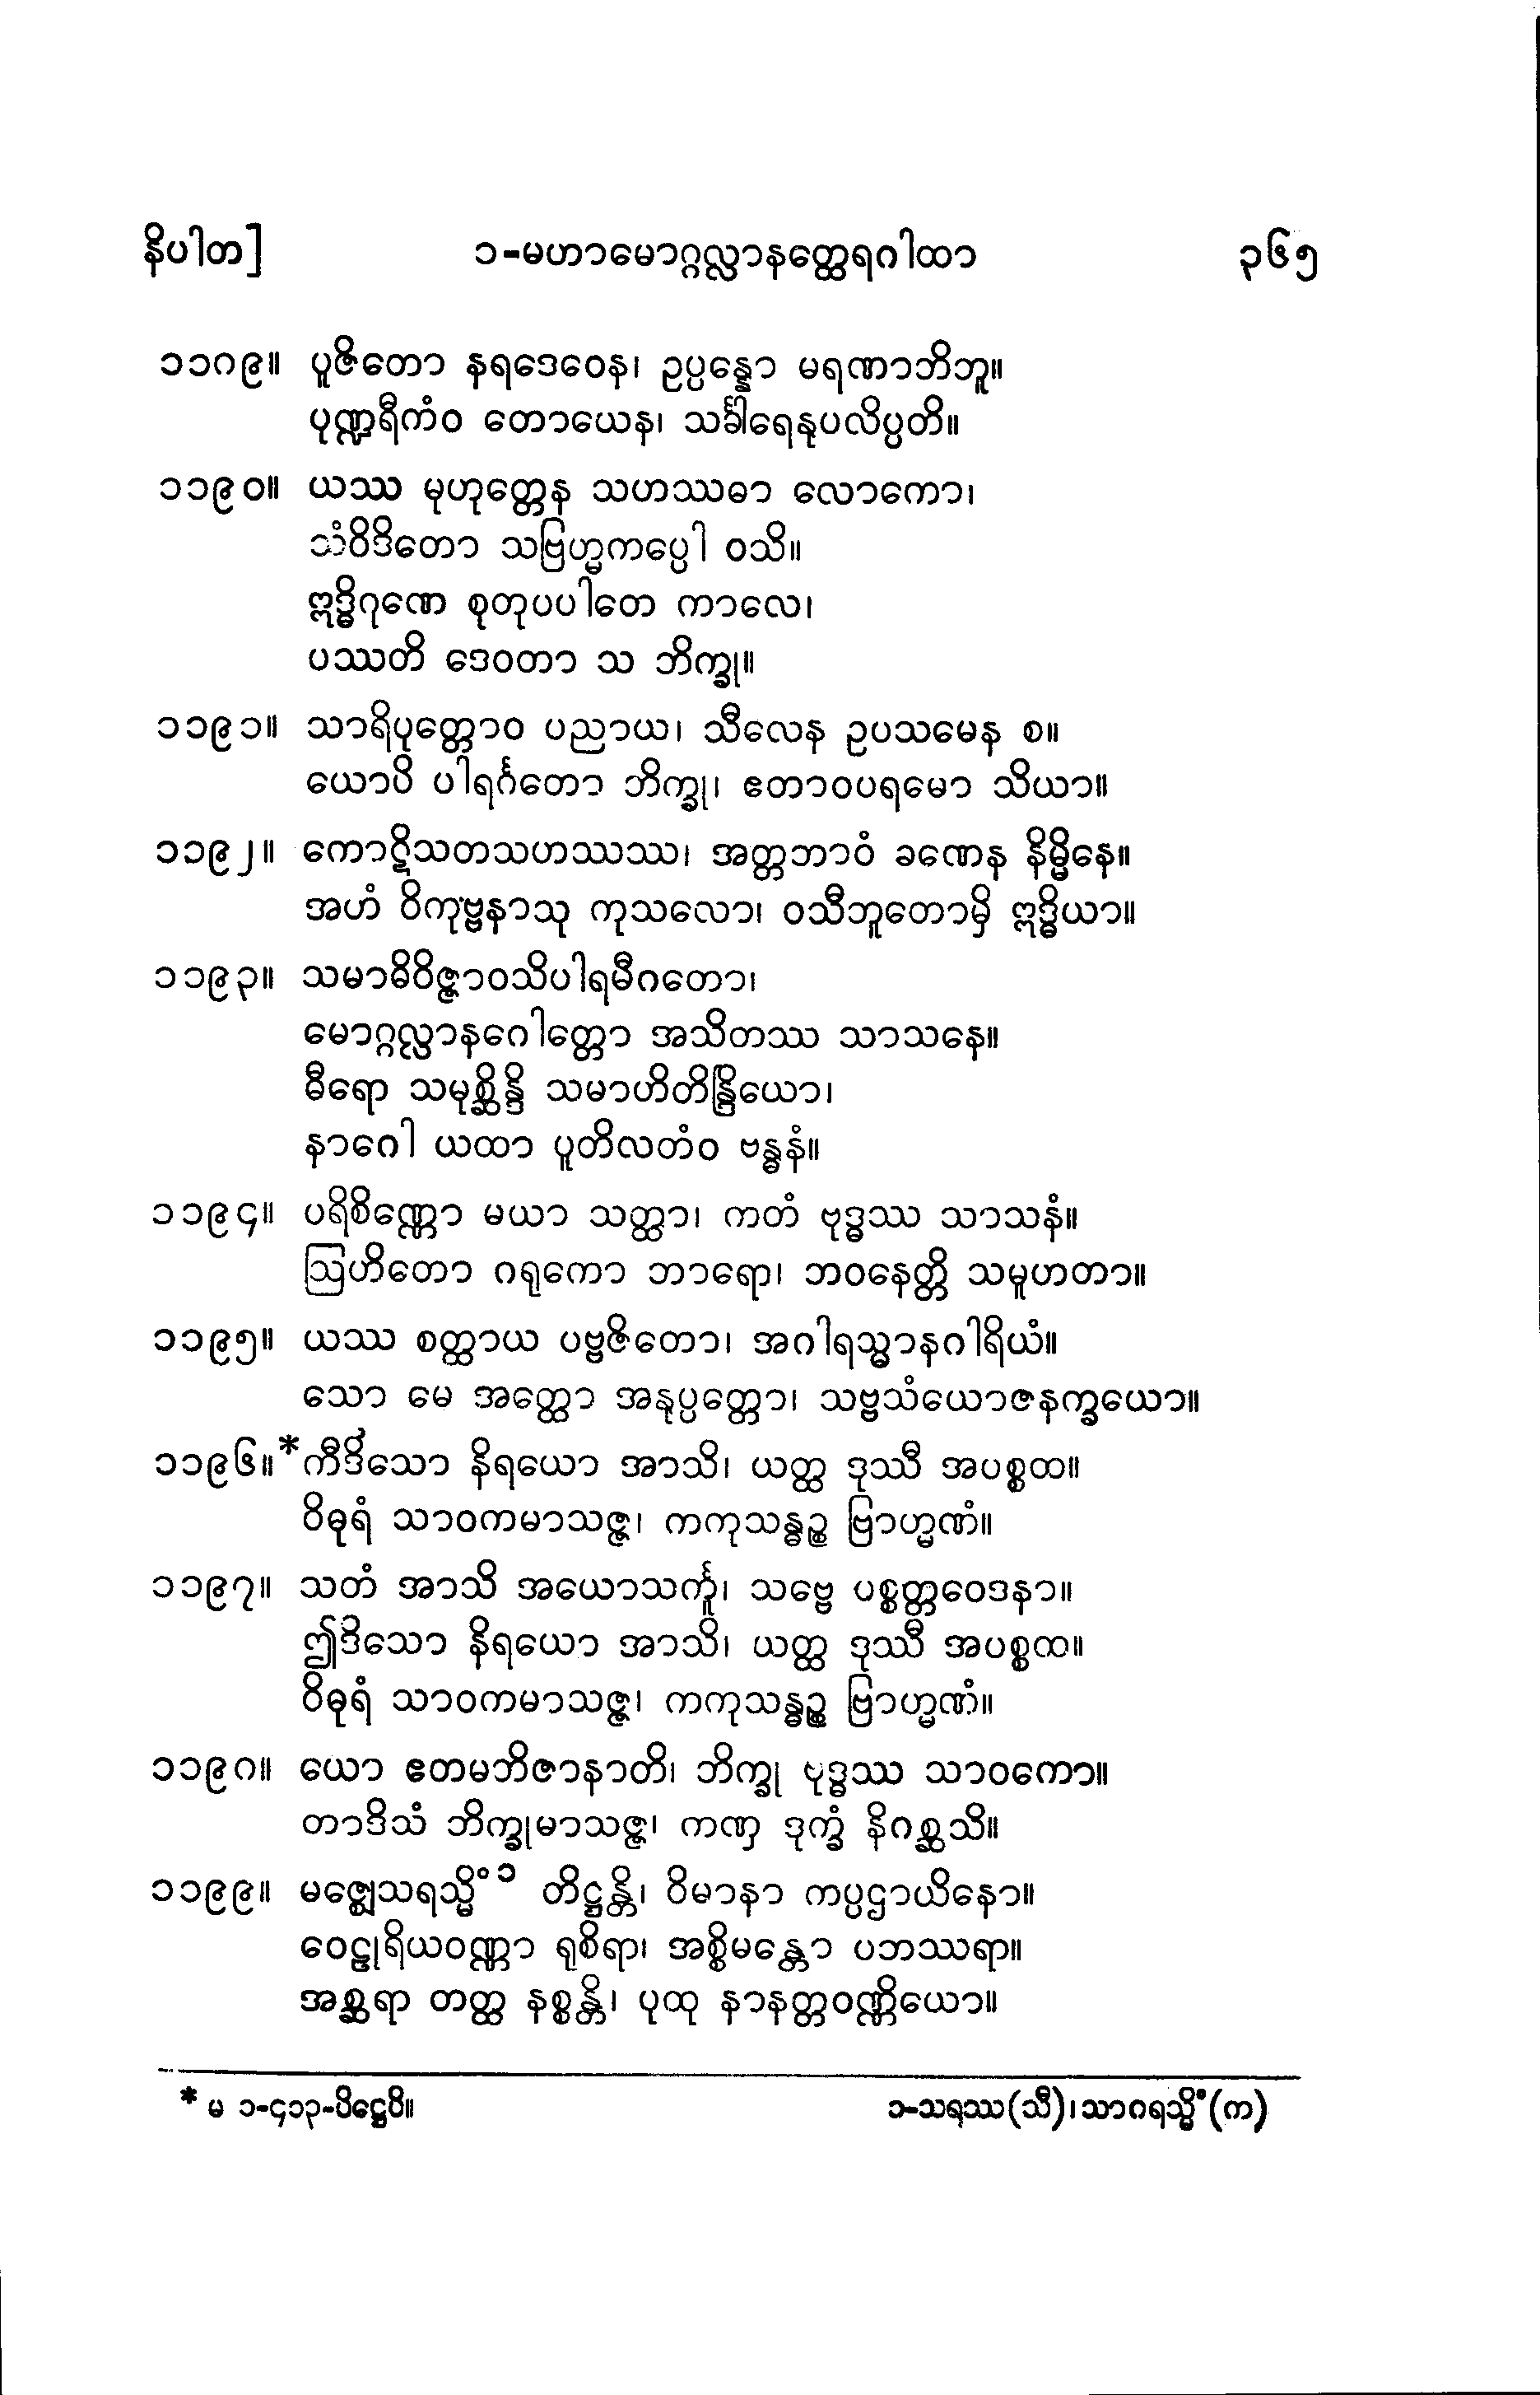 နိပါတ]    ၁-မဟာမောဂ္ဂလ္လာနတ္ထေရဂါထာ    ၃၆၅
၁၁၈၉။ ပူဇိတော နရဒေဝေန၊ ဥပ္ပန္နော မရဏာဘိဘူ။
ပုဏ္ဍရီကံဝ တောယေန၊ သင်္ခါရေနုပလိပ္ပတိ။
၁၁၉၀။ ယဿ မုဟုတ္တေန သဟဿဓာ လောကော၊
သံဝိဒိတော သဗြဟ္မကပ္ပေါ ဝသိ။
ဣဒ္ဓိဂုဏေ စုတုပပါတေ ကာလေ၊
ပဿတိ ဒေဝတာ သ ဘိက္ခု။
၁၁၉၁။ သာရိပုတ္တောဝ ပညာယ၊ သီလေန ဥပသမေန စ။
ယောပိ ပါရင်္ဂတော ဘိက္ခု၊ ဧတာဝပရမော သိယာ။
၁၁၉၂။ ကောဋိသတသဟဿဿ၊ အတ္တဘာဝံ ခဏေန နိမ္မိနေ။
အဟံ ဝိကုဗ္ဗနာသု ကုသလော၊ ဝသီဘူတောမှိ ဣဒ္ဓိယာ။
၁၁၉၃။ သမာဓိဝိဇ္ဇာဝသိပါရမီဂတော၊
မောဂ္ဂလ္လာနဂေါတ္တော အသိတဿ သာသနေ။
ဓီရော သမုစ္ဆိန္ဒိ သမာဟိတိန္ဒြိယော၊
နာဂေါ ယထာ ပူတိလတံဝ ဗန္ဓနံ။
၁၁၉၄။ ပရိစိဏ္ဏော မယာ သတ္ထာ၊ ကတံ ဗုဒ္ဓဿ သာသနံ။
ဩဟိတော ဂရုကော ဘာရော၊ ဘဝနေတ္တိ သမူဟတာ။
၁၁၉၅။ ယဿ စတ္ထာယ ပဗ္ဗဇိတော၊ အဂါရသ္မာနဂါရိယံ။
သော မေ အတ္ထော အနုပ္ပတ္တော၊ သဗ္ဗသံယောဇနက္ခယော။
၁၁၉၆။ *ကီဒိသော နိရယော အာသိ၊ ယတ္ထ ဒုဿီ အပစ္စထ။
ဝိဓုရံ သာဝကမာသဇ္ဇ၊ ကကုသန္ဓဉ္စ ဗြာဟ္မဏံ။
၁၁၉၇။ သတံ အာသိ အယောသင်္ကူ၊ သဗ္ဗေ ပစ္စတ္တဝေဒနာ။
ဤဒိသော နိရယော အာသိ၊ ယတ္ထ ဒုဿီ အပစ္စထ။
ဝိဓုရံ သာဝကမာသဇ္ဇ၊ ကကုသန္ဓဉ္စ ဗြာဟ္မဏံ။
၁၁၉၈။ ယော ဧတမဘိဇာနာတိ၊ ဘိက္ခု ဗုဒ္ဓဿ သာဝကော။
တာဒိသံ ဘိက္ခုမာသဇ္ဇ၊ ကဏှ ဒုက္ခံ နိဂစ္ဆသိ။
၁၁၉၉။ မဇ္ဈေသရသ္မိံ ၁ တိဋ္ဌန္တိ၊ ဝိမာနာ ကပ္ပဌာယိနော။
ဝေဠုရိယဝဏ္ဏာ ရုစိရာ၊ အစ္စိမန္တော ပဘဿရာ။
အစ္ဆရာ တတ္ထ နစ္စန္တိ၊ ပုထု နာနတ္တဝဏ္ဏိယော။
* မ ၁-၄၁၃-ပိဋ္ဌေပိ။    ၁-သရဿ(သီ)၊ သာဂရသ္မိံ (က)